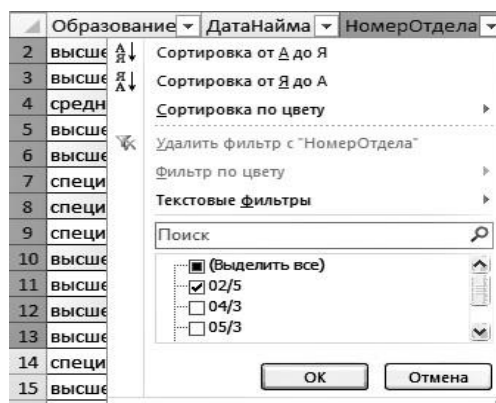 Образование ДатаНайма НомерОтдела
2 высше
3 высше
4 средн
5 высше
6 высше
7 специ
8 специ
9 специ
10 высше
11 высше
12 высше
13 высше
14 специ
15 высше
Сортировка от А до Я
Сортировка от Я до А
Сортировка по цвету
Удалить фильтр с "НомерОтдела"
Фильтр по цвету
Текстовые фильтры
Поиск
(Выделить все)
02/5
04/3
05/3
ОК Отмена